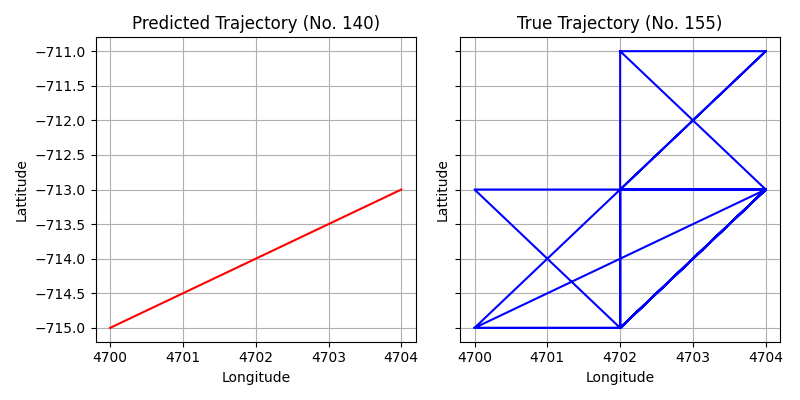 Predicted Trajectory (No. 140)
−711.0
−711.5
−712.0
−712.5
−713.0
−713.5
−714.0
−714.5
−715.0
Lattitude
4700 4701 4702 4703 4704
Longitude
True Trajectory (No. 155)
Lattitude
4700 4701 4702 4703 4704
Longitude